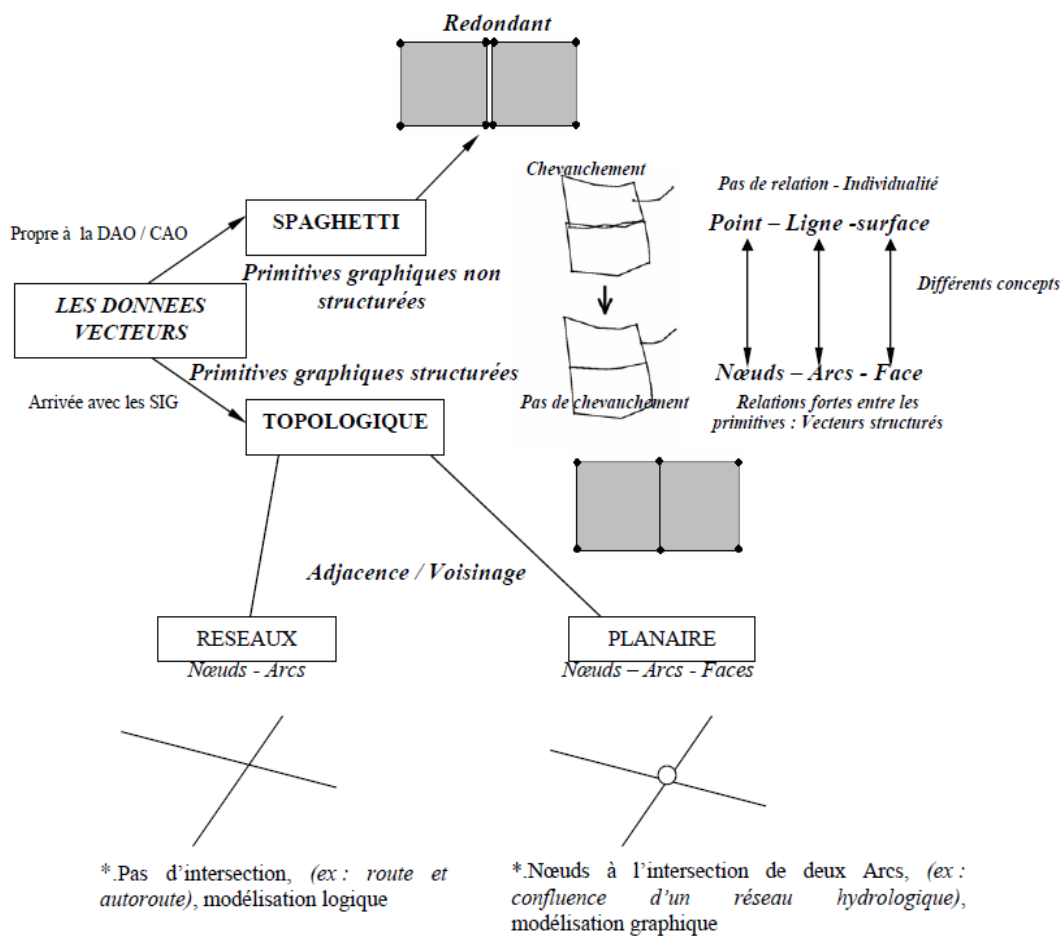 Redondant
Chevauchement
Pas de relation - Individualité
SPAGHETTI
Point – Ligne -surface
Propre à la DAO / CAO
Primitives graphiques non
structurées
Différents concepts
LES DONNEES
VECTEURS
Primitives graphiques structurées
Nœuds – Arcs - Face
Arrivée avec les SIG
Pas de chevauchement
Relations fortes entre les
primitives : Vecteurs structurés
TOPOLOGIQUE
Adjacence / Voisinage
RESEAUX
Nœuds - Arcs
PLANAIRE
Nœuds – Arcs - Faces
*.Pas d’intersection, (ex : route et
autoroute), modélisation logique
*.Nœuds à l’intersection de deux Arcs, (ex :
confluence d’un réseau hydrologique),
modélisation graphique